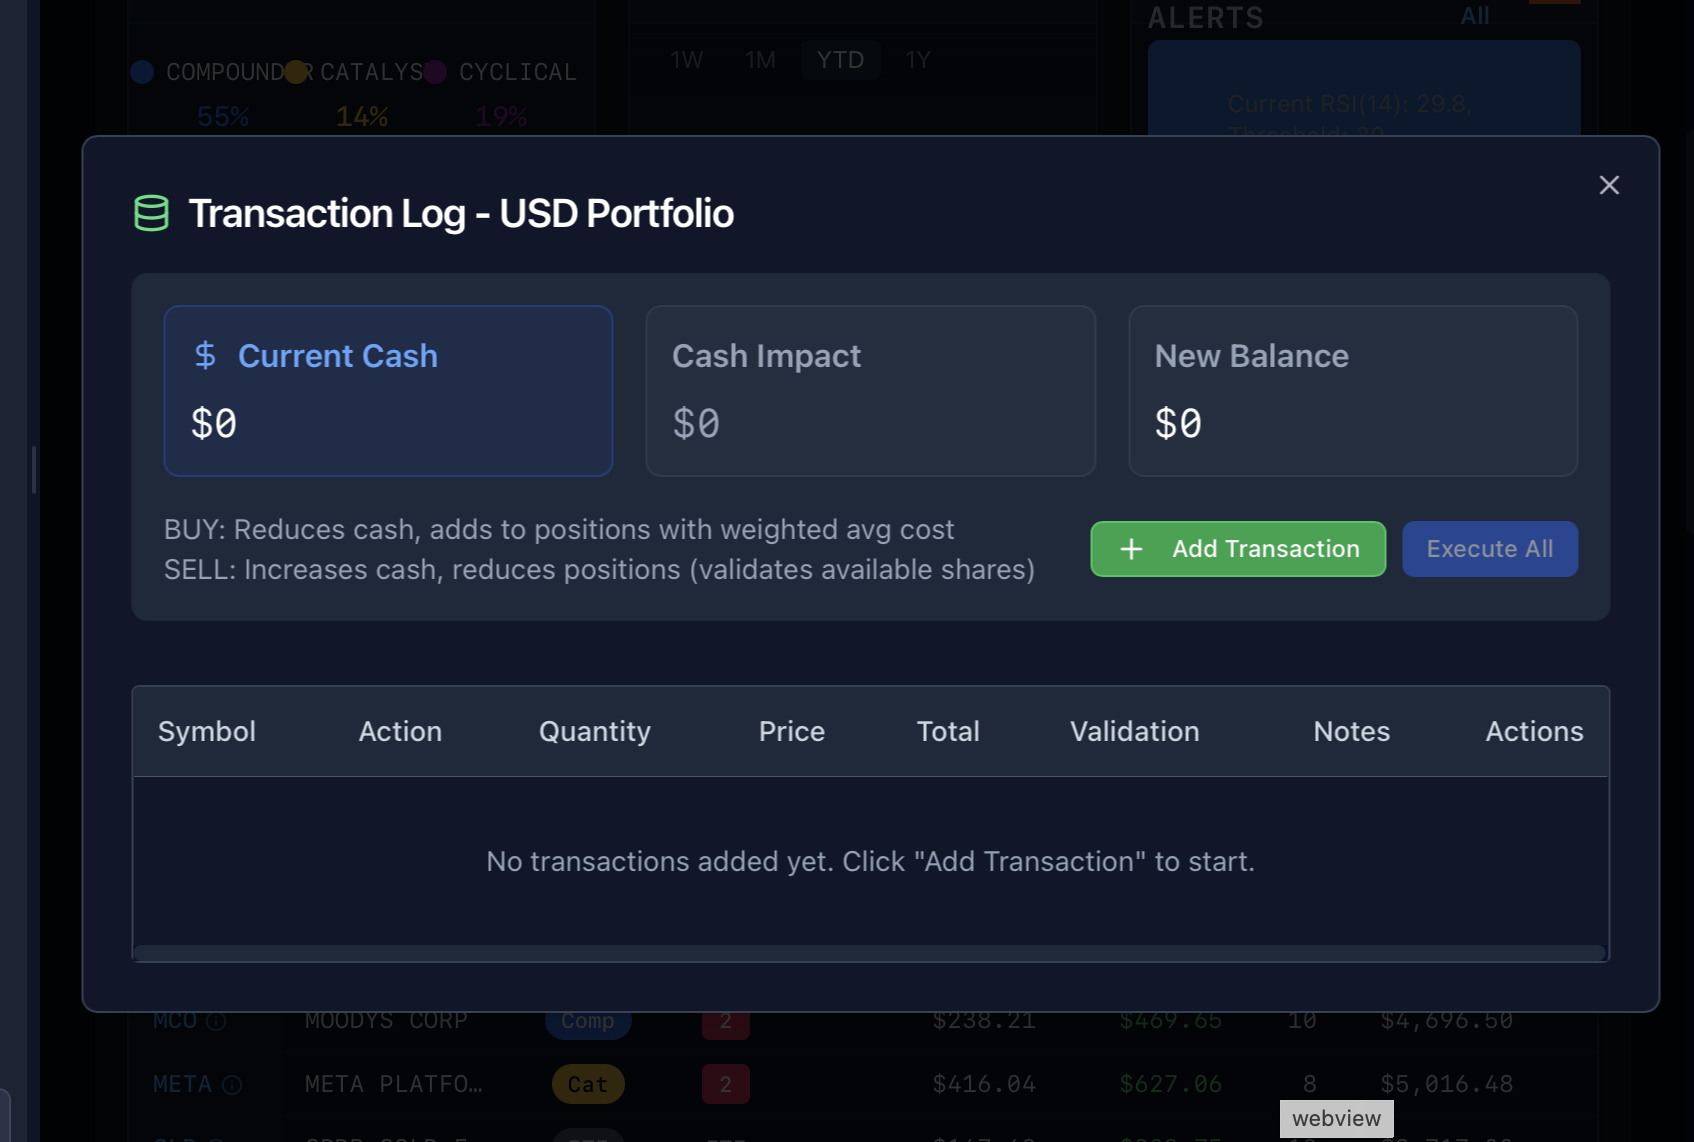 ALERTS
All
1W 1M YTD 1Y
COMPOUNDER CATALYS CYCLICAL
55% 14% 19%
Current RSI(14): 29.8,
Threshold: 30
Transaction Log - USD Portfolio
$ Current Cash
$0
Cash Impact
$0
New Balance
$0
BUY: Reduces cash, adds to positions with weighted avg cost
SELL: Increases cash, reduces positions (validates available shares)
+ Add Transaction
Execute All
Symbol Action Quantity Price Total Validation Notes Actions
No transactions added yet. Click "Add Transaction" to start.
MCO MOODYS CORP Comp 2 $238.21 $469.65 10 $4,696.50
META META PLATFO… Cat 2 $416.04 $627.06 8 $5,016.48
webview